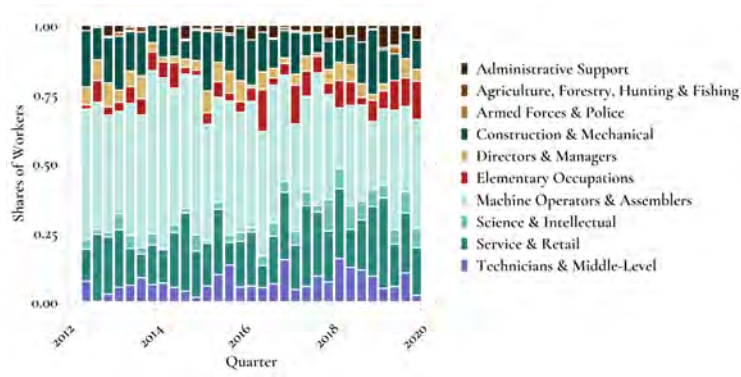 1.00
0.75
0.50
0.25
0.00
Shares of Workers
2012
2014
2016
2018
2020
Quarter
Administrative Support
Agriculture, Forestry, Hunting & Fishing
Armed Forces & Police
Construction & Mechanical
Directors & Managers
Elementary Occupations
Machine Operators & Assemblers
Science & Intellectual
Service & Retail
Technicians & Middle-Level